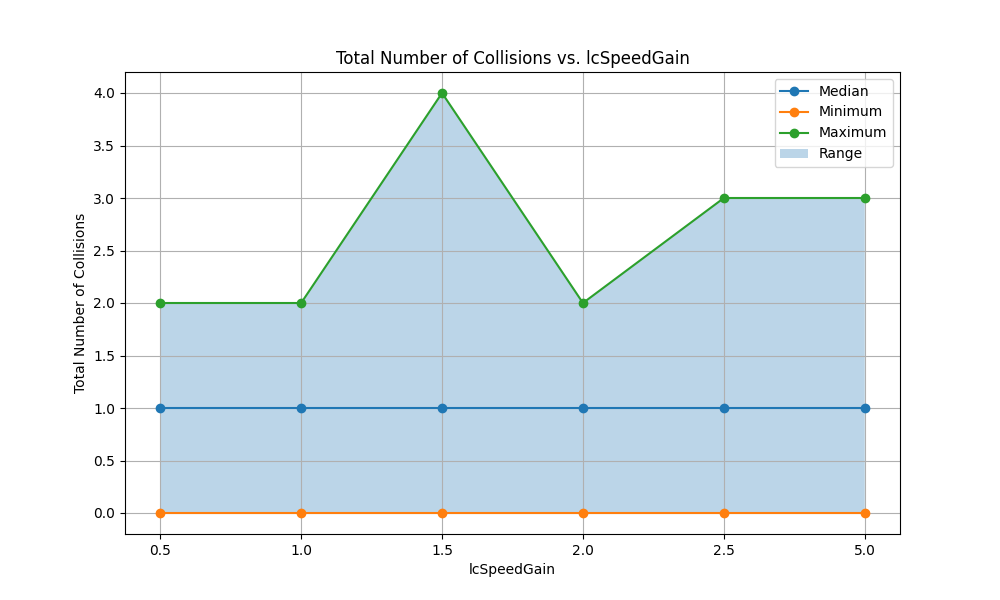 Total Number of Collisions vs. lcSpeedGain
Median
Minimum
Maximum
Range
Total Number of Collisions
4.0
3.5
3.0
2.5
2.0
1.5
1.0
0.5
0.0
0.5 1.0 1.5 2.0 2.5 5.0
lcSpeedGain